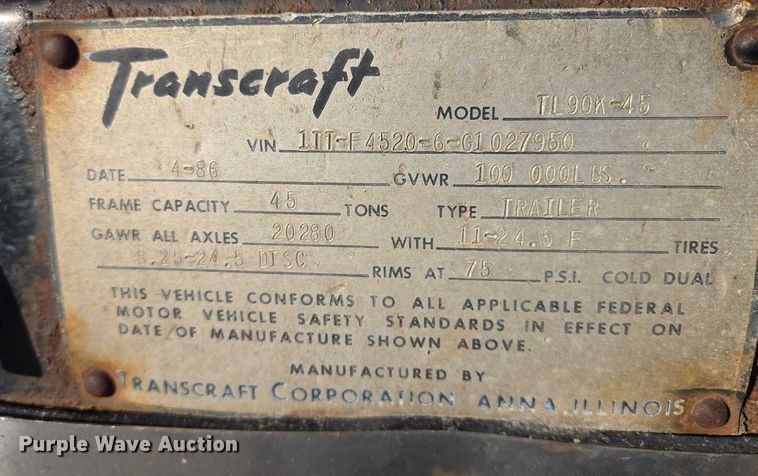 Transcraft
MODEL TL90K-45
VIN 1TT-F4520-6-G1027950
DATE 4-86 GVWR 100 000LBS.
FRAME CAPACITY 45 TONS TYPE TRAILER
GAWR ALL AXLES 20280 WITH 11-24.5 F TIRES
8.25-24.5 DISC RIMS AT 75 P.S.I. COLD DUAL
THIS VEHICLE CONFORMS TO ALL APPLICABLE FEDERAL
MOTOR VEHICLE SAFETY STANDARDS IN EFFECT ON
DATE OF MANUFACTURE SHOWN ABOVE.
MANUFACTURED BY
TRANSCRAFT CORPORATION ANNA, ILLINOIS
Purple Wave Auction